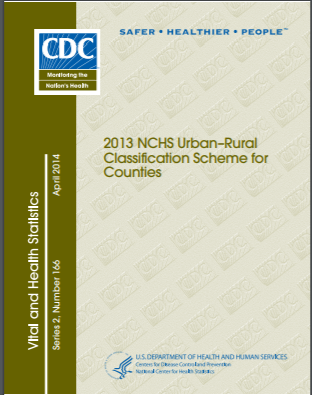 SAFER • HEALTHIER • PEOPLE™
CDC
Monitoring the
Nation's Health
2013 NCHS Urban–Rural
Classification Scheme for
Counties
Vital and Health Statistics
Series 2, Number 166
April 2014
U.S. DEPARTMENT OF HEALTH AND HUMAN SERVICES
Centers for Disease Control and Prevention
National Center for Health Statistics